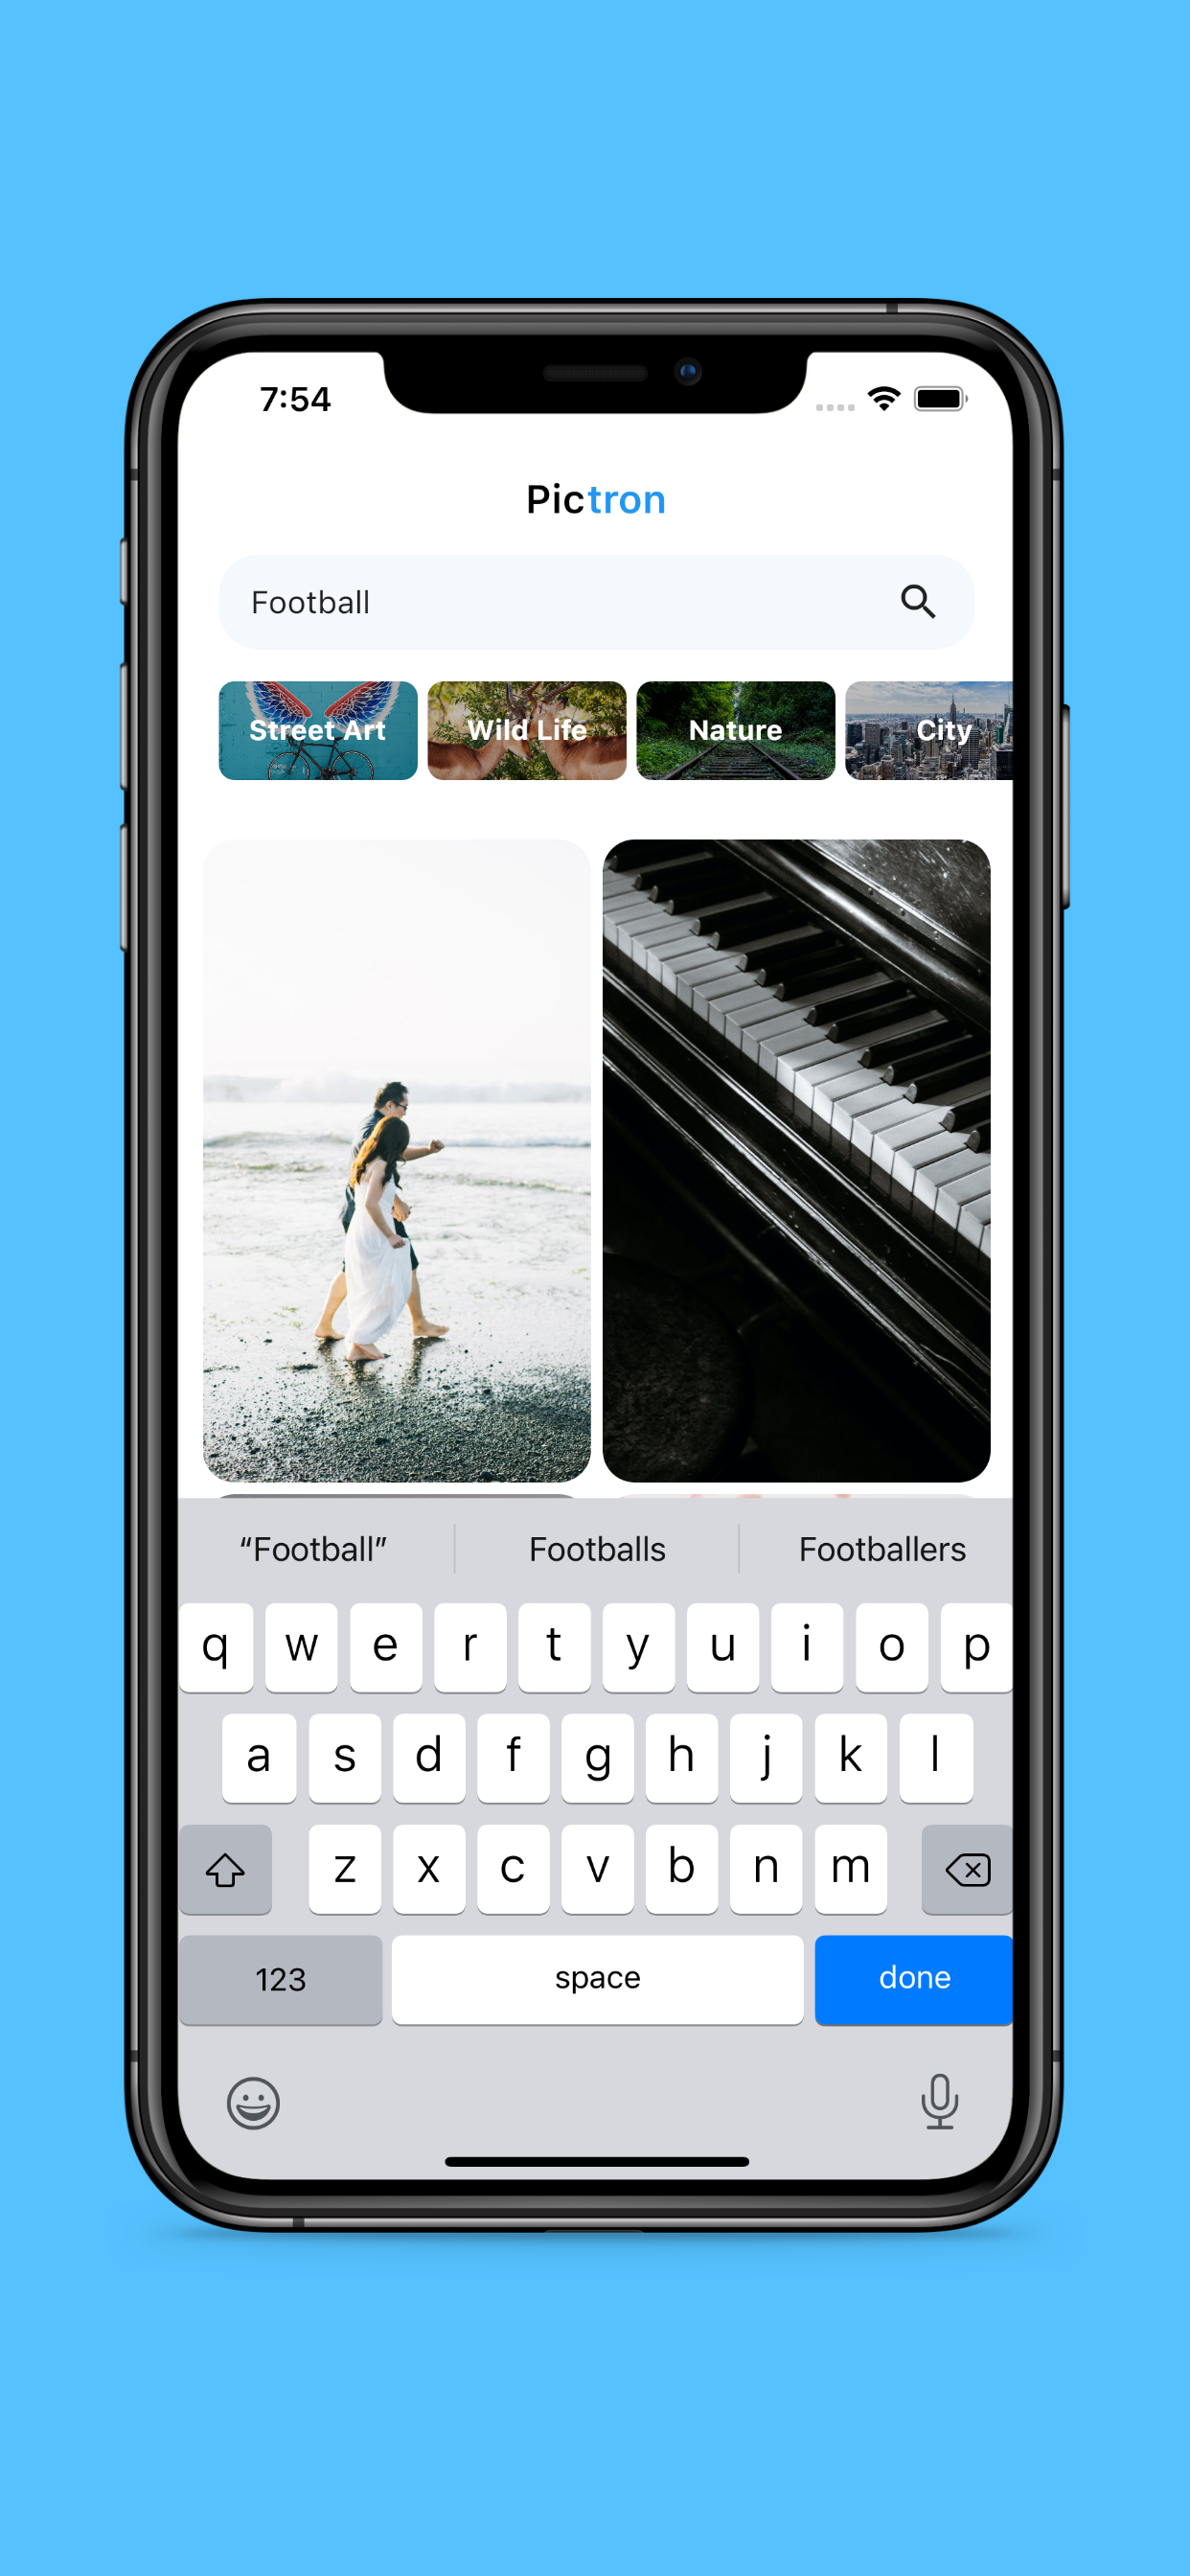 7:54
Pictron
Football
Street Art Wild Life Nature City
“Football” Footballs Footballers
q w e r t y u i o p
a s d f g h j k l
z x c v b n m
123 space done